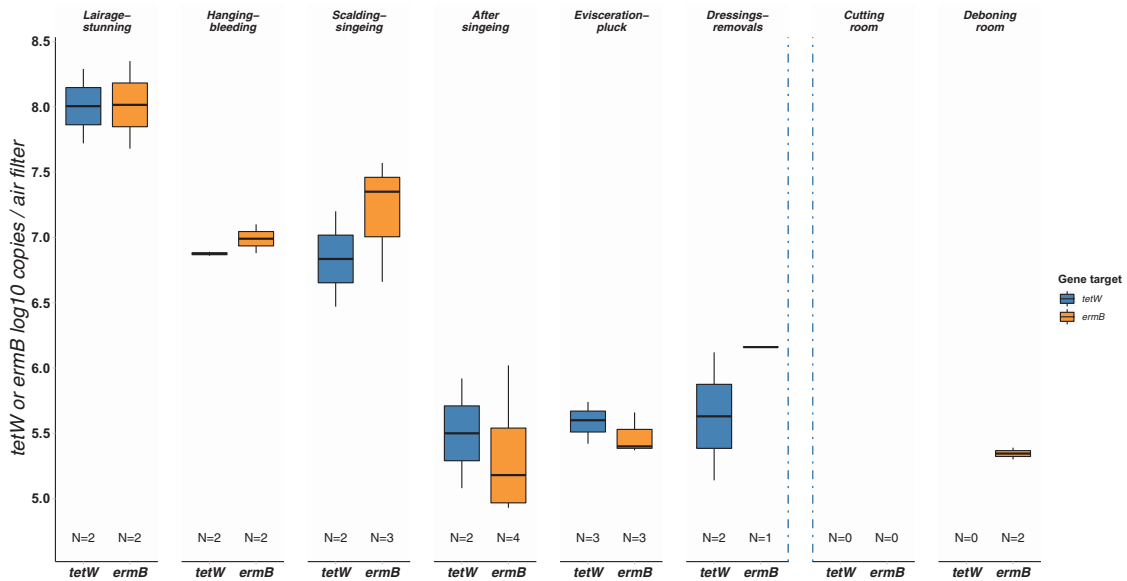 Lairage– Hanging– Scalding– After Evisceration– Dressings– Cutting Deboning
stunning bleeding singeing singeing pluck removals room room
8.5
8.0
7.5
7.0
6.5
6.0
5.5
5.0
tetW or ermB log10 copies / air filter
Gene target
tetW
ermB
N=2 N=2 N=2 N=2 N=2 N=3 N=2 N=4 N=3 N=3 N=2 N=1 N=0 N=0 N=0 N=2
tetW ermB tetW ermB tetW ermB tetW ermB tetW ermB tetW ermB tetW ermB tetW ermB